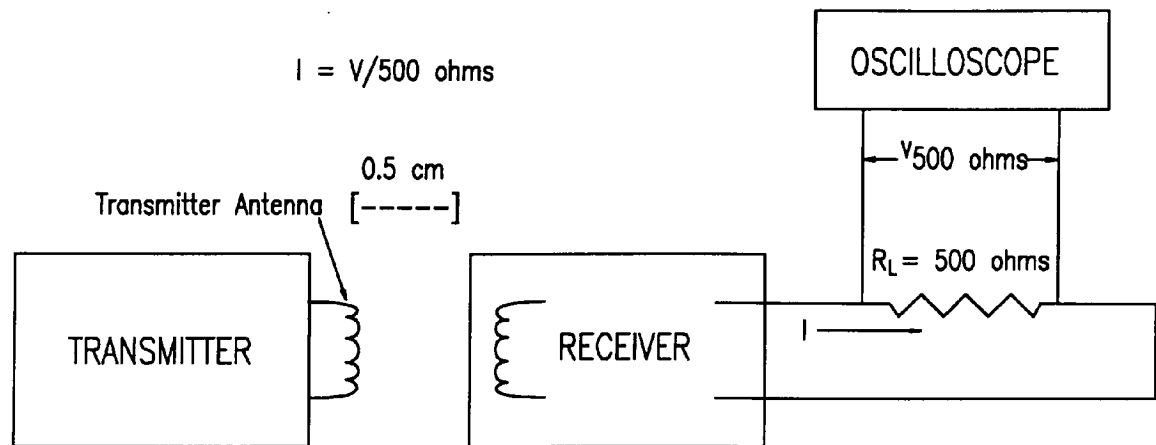 I = V/500 ohms
OSCILLOSCOPE
V500 ohms
0.5 cm
Transmitter Antenna [-----]
RL = 500 ohms
I
TRANSMITTER
RECEIVER